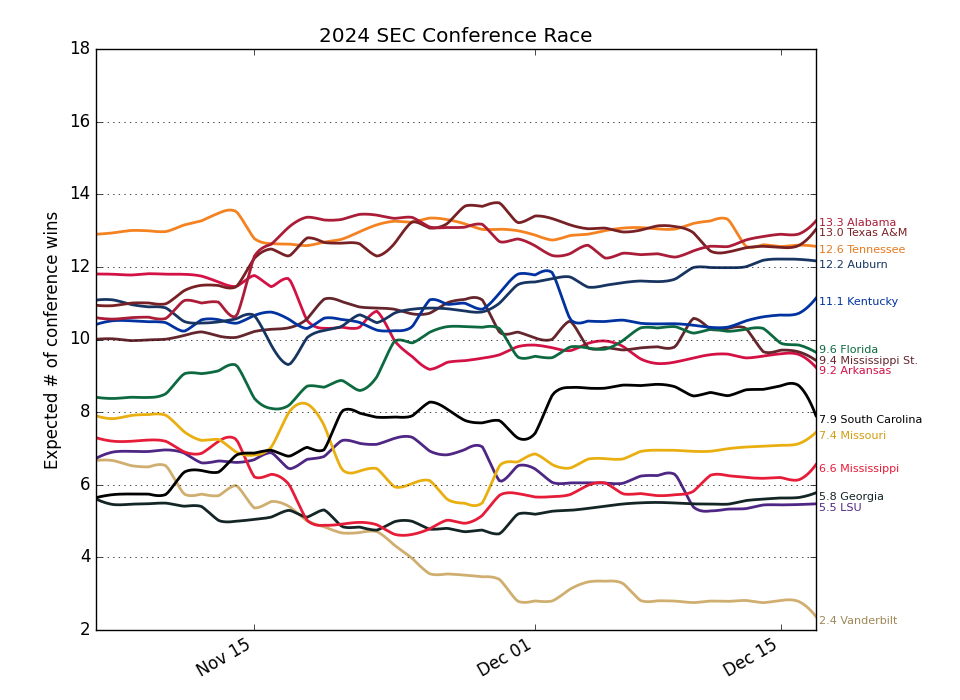 2024 SEC Conference Race
Expected # of conference wins
18
16
14
12
10
8
6
4
2
13.3 Alabama
13.0 Texas A&M
12.6 Tennessee
12.2 Auburn
11.1 Kentucky
9.6 Florida
9.4 Mississippi St.
9.2 Arkansas
7.9 South Carolina
7.4 Missouri
6.6 Mississippi
5.8 Georgia
5.5 LSU
2.4 Vanderbilt
Nov 15
Dec 01
Dec 15